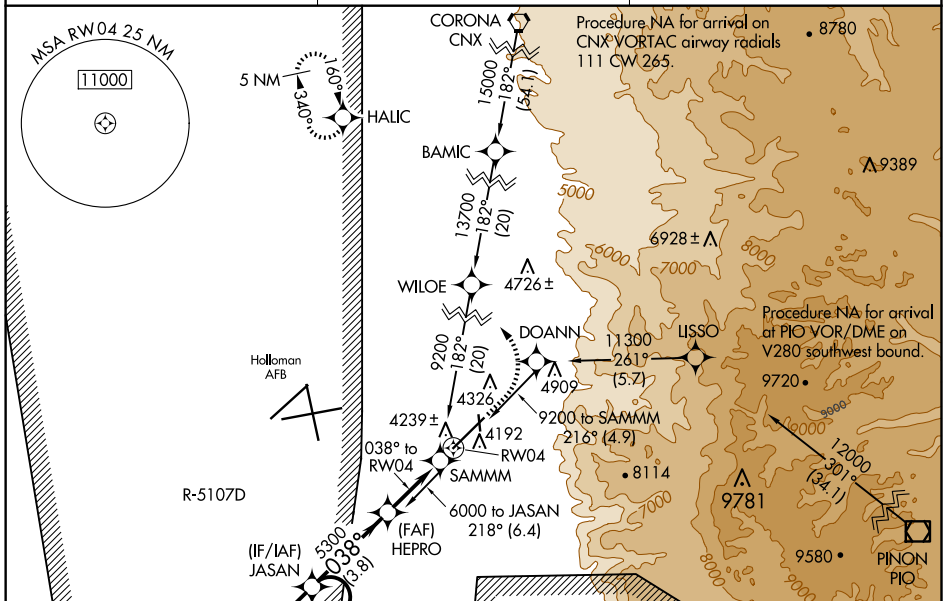 MSA RW04 25 NM
11000
5 NM
160°
340°
HALIC
CORONA
CNX
Procedure NA for arrival on
CNX VORTAC airway radials
111 CW 265.
8780
15000
182°
(54.1)
BAMIC
9389
5000
13700
182°
(20)
6928±
6000
7000
8000
WILOE
4726±
Procedure NA for arrival
at PIO VOR/DME on
V280 southwest bound.
DOANN
11300
261°
(5.7)
LISSO
9200
182°
(20)
Holloman
AFB
4326
4909
9720
9000
9000
4239±
4192
9200 to SAMMM
216° (4.9)
038° to
RW04
RW04
SAMMM
8114
12000
301°
(34.1)
9781
7000
R-5107D
6000 to JASAN
218° (6.4)
(FAF)
HEPRO
(IF/IAF)
JASAN
5300
038°
(3.8)
8000
9580
PINON
PIO